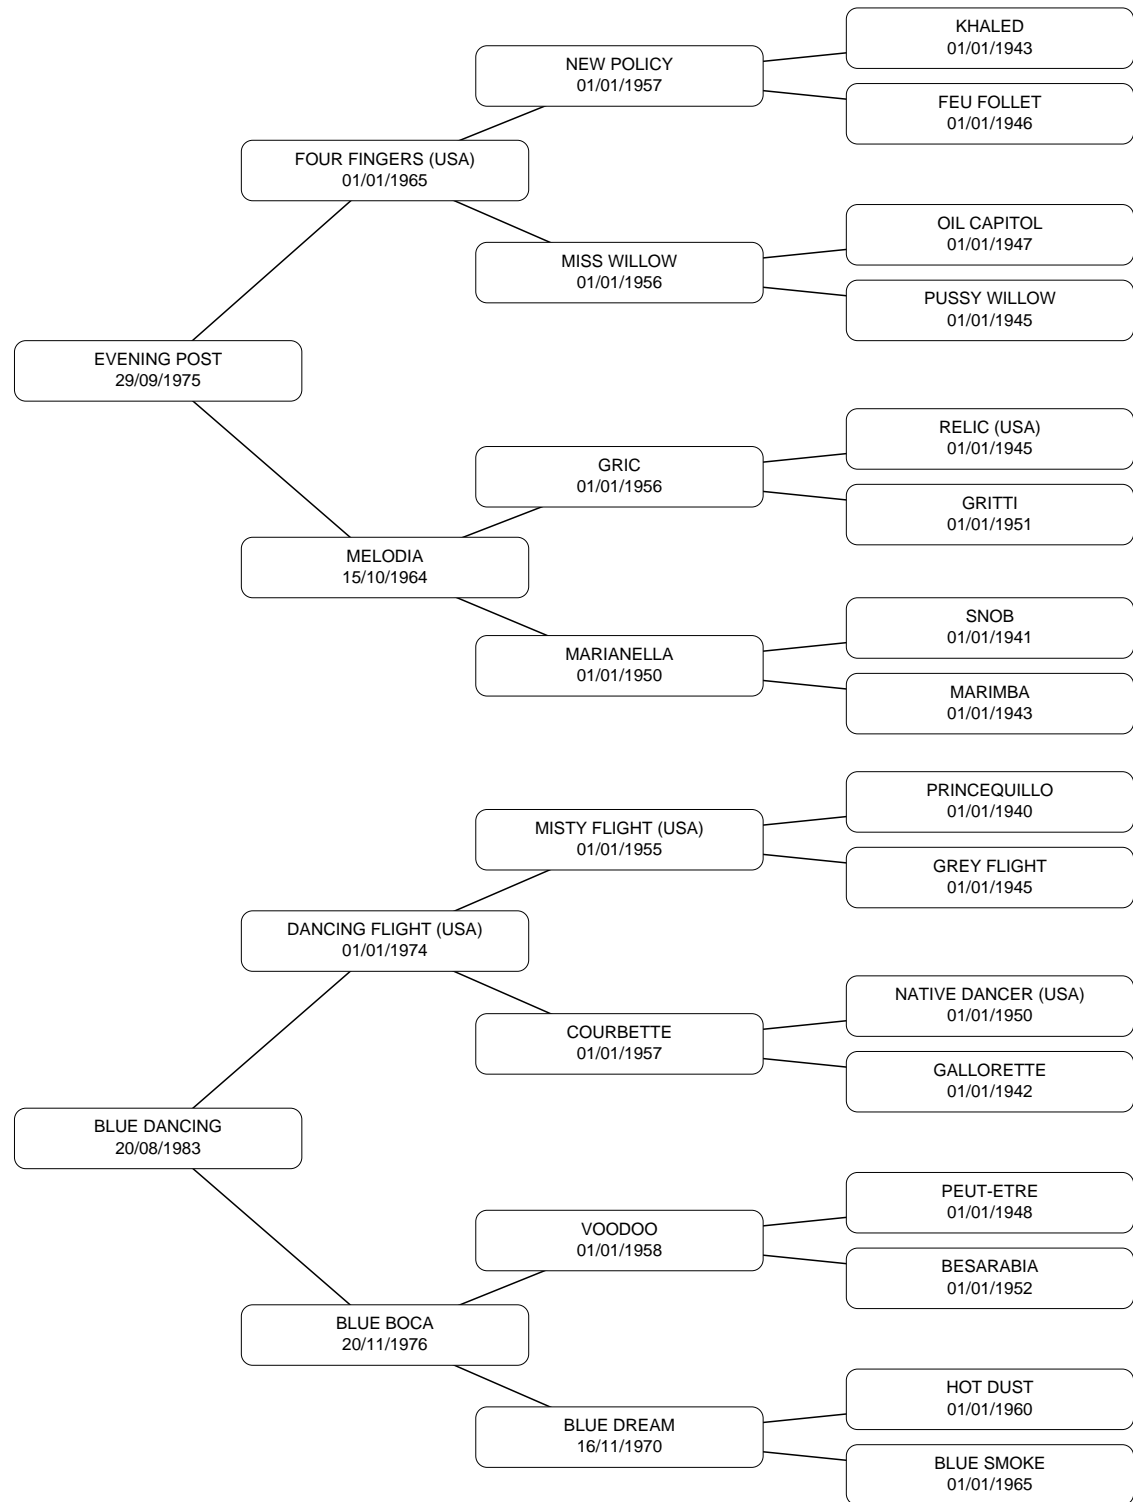 KHALED
01/01/1943
NEW POLICY
01/01/1957
FEU FOLLET
01/01/1946
FOUR FINGERS (USA)
01/01/1965
OIL CAPITOL
01/01/1947
MISS WILLOW
01/01/1956
PUSSY WILLOW
01/01/1945
EVENING POST
29/09/1975
RELIC (USA)
01/01/1945
GRIC
01/01/1956
GRITTI
01/01/1951
MELODIA
15/10/1964
SNOB
01/01/1941
MARIANELLA
01/01/1950
MARIMBA
01/01/1943
PRINCEQUILLO
01/01/1940
MISTY FLIGHT (USA)
01/01/1955
GREY FLIGHT
01/01/1945
DANCING FLIGHT (USA)
01/01/1974
NATIVE DANCER (USA)
01/01/1950
COURBETTE
01/01/1957
GALLORETTE
01/01/1942
BLUE DANCING
20/08/1983
PEUT-ETRE
01/01/1948
VOODOO
01/01/1958
BESARABIA
01/01/1952
BLUE BOCA
20/11/1976
HOT DUST
01/01/1960
BLUE DREAM
16/11/1970
BLUE SMOKE
01/01/1965